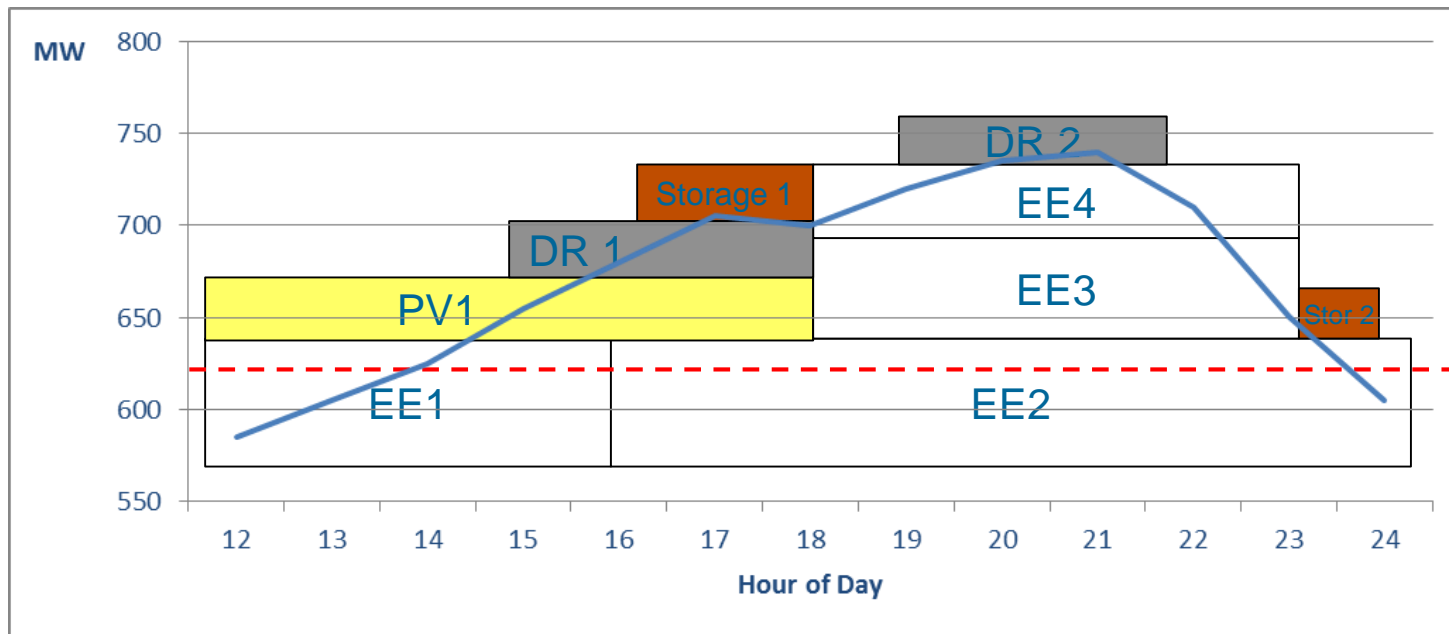 MW
800
750
700
650
600
550
DR 2
Storage 1
EE4
DR 1
EE3
PV1
Stor 2
EE1
EE2
12 13 14 15 16 17 18 19 20 21 22 23 24
Hour of Day